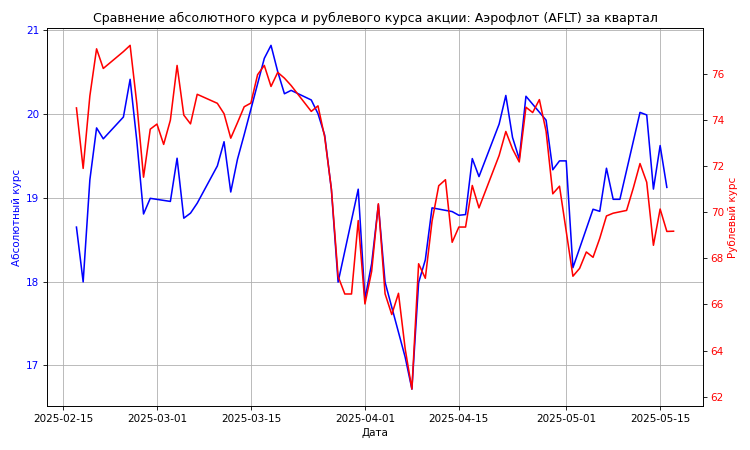 Сравнение абсолютного курса и рублевого курса акции: Аэрофлот (AFLT) за квартал
21
20
19
18
17
Абсолютный курс
76
74
72
70
68
66
64
62
Рублевый курс
2025-02-15 2025-03-01 2025-03-15 2025-04-01 2025-04-15 2025-05-01 2025-05-15
Дата